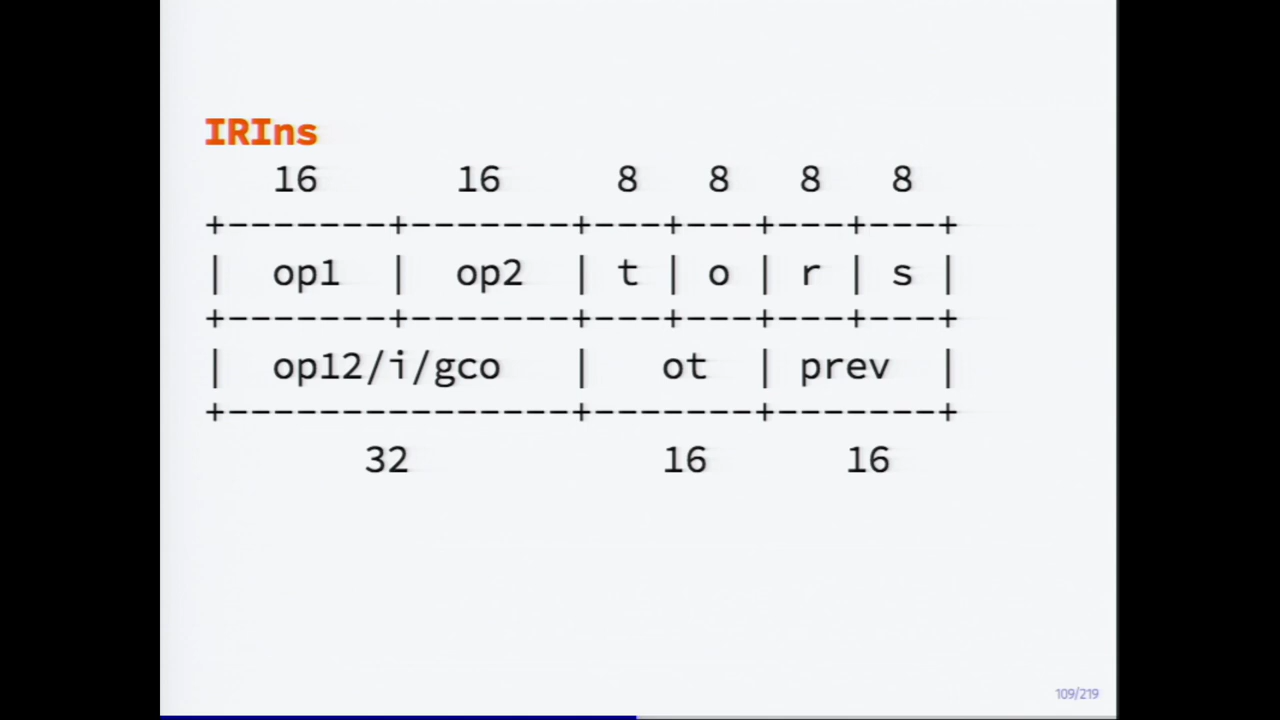 IRIns
16 16 8 8 8 8
+-------+-------+---+---+---+---+
| op1 | op2 | t | o | r | s |
+-------+-------+---+---+---+---+
| op12/i/gco | ot | prev |
+---------------+-------+-------+
32 16 16
109/219